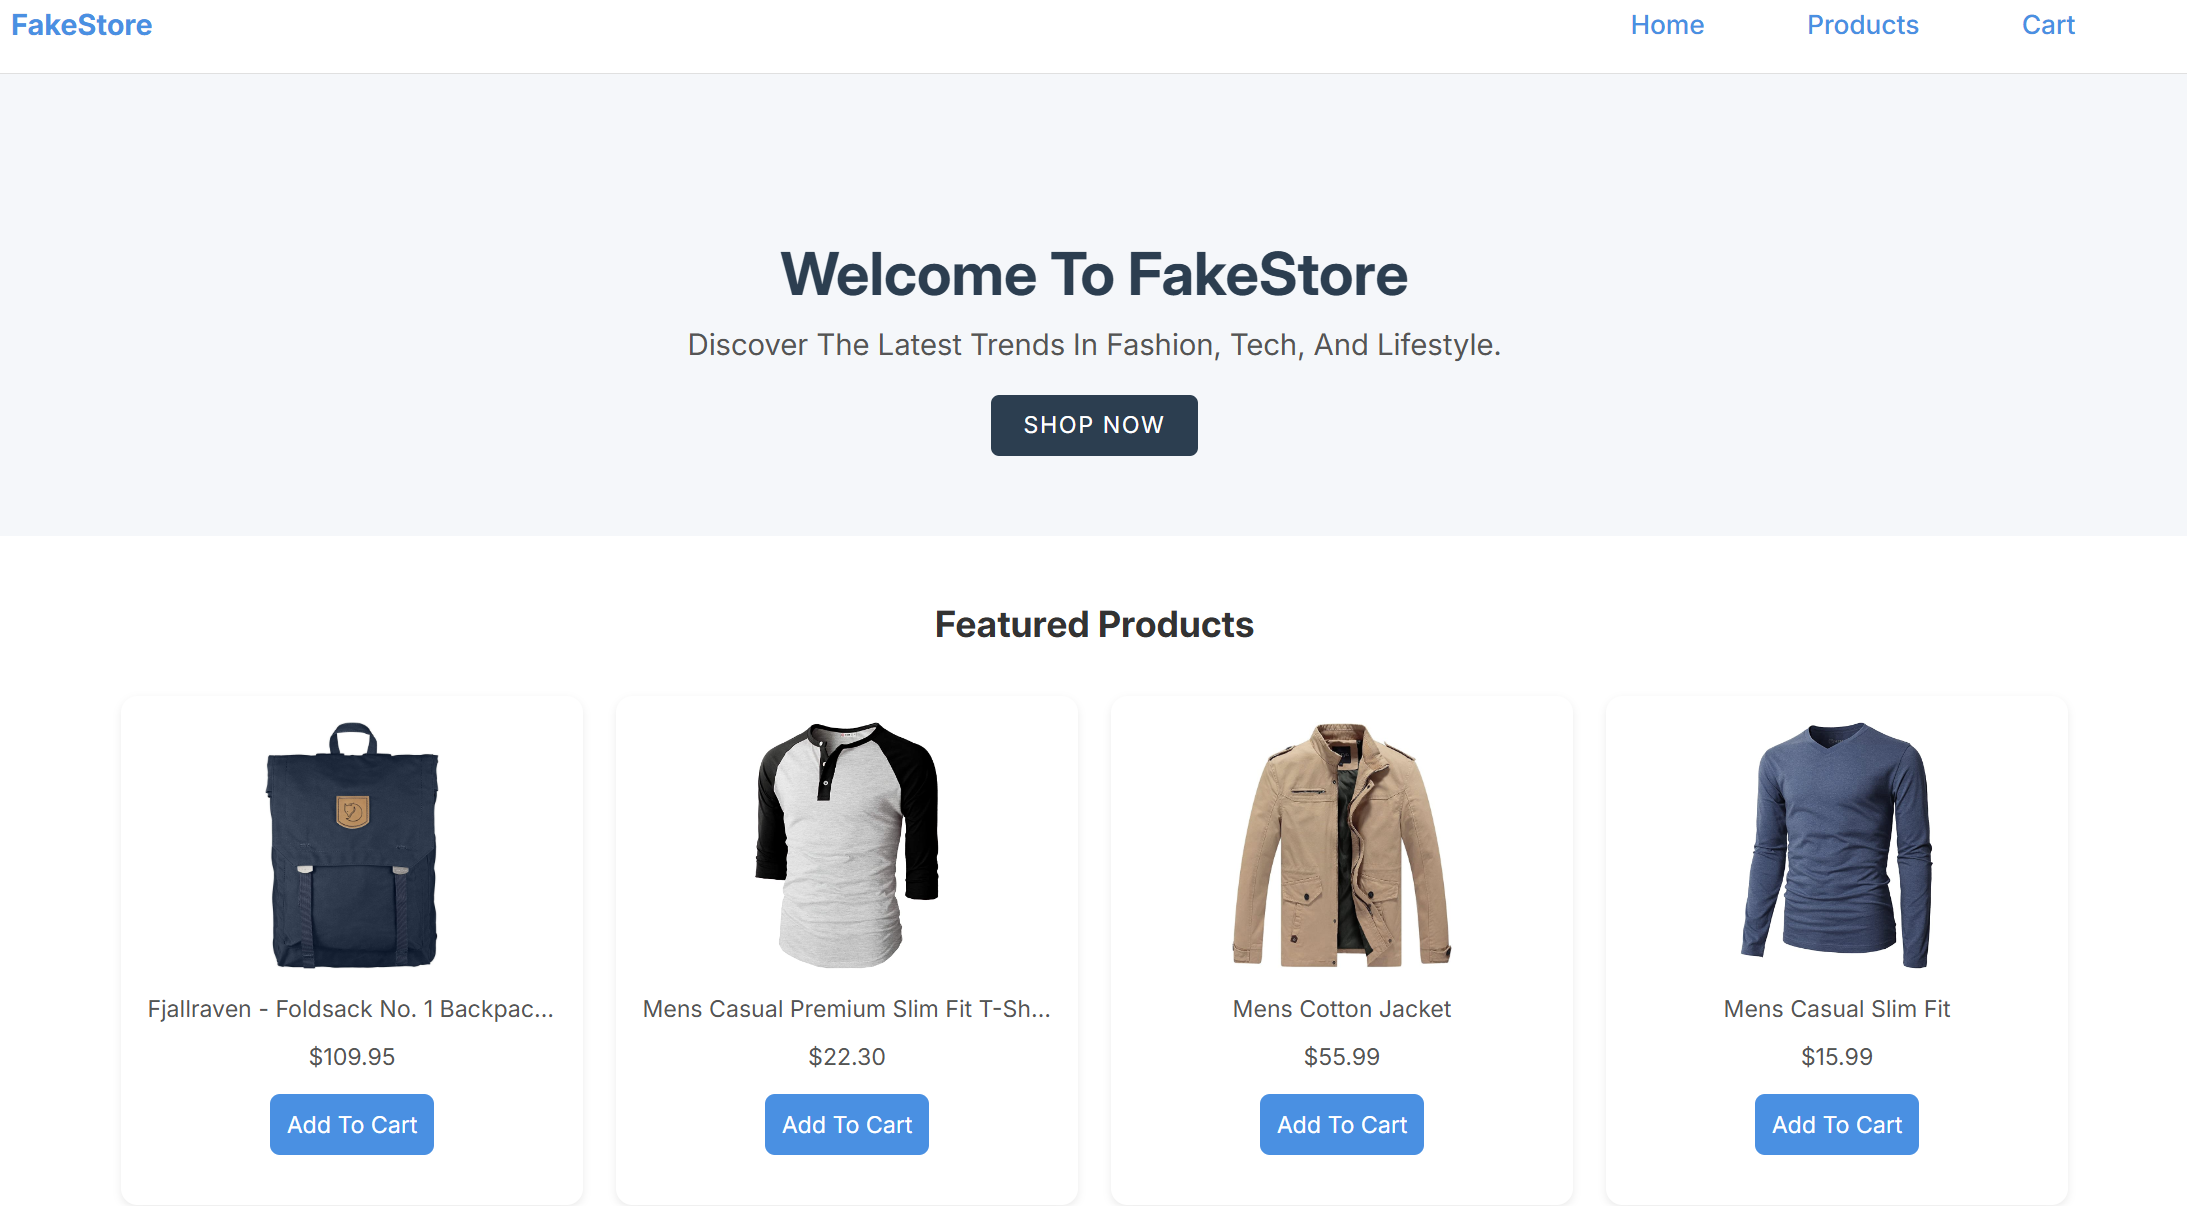 FakeStore Home Products Cart
Welcome To FakeStore
Discover The Latest Trends In Fashion, Tech, And Lifestyle.
SHOP NOW
Featured Products
Fjallraven - Foldsack No. 1 Backpac...
$109.95
Add To Cart
Mens Casual Premium Slim Fit T-Sh...
$22.30
Add To Cart
Mens Cotton Jacket
$55.99
Add To Cart
Mens Casual Slim Fit
$15.99
Add To Cart